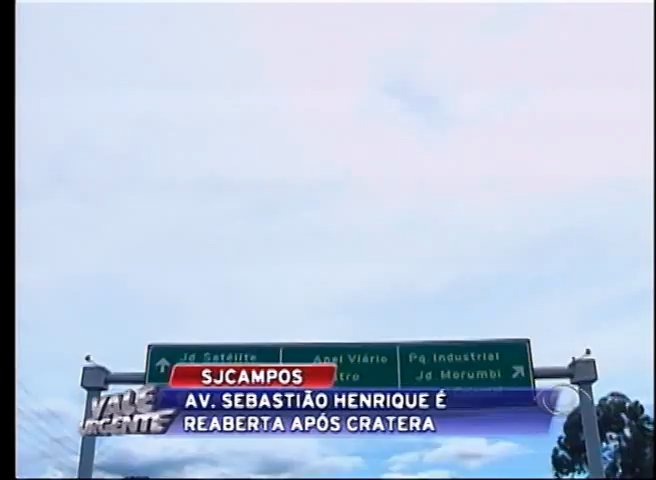 Jd Satélite
Anel Viário
Pq Industrial
Jd Morumbi
SJCAMPOS
AV. SEBASTIÃO HENRIQUE É
REABERTA APÓS CRATERA
VALE
URGENTE